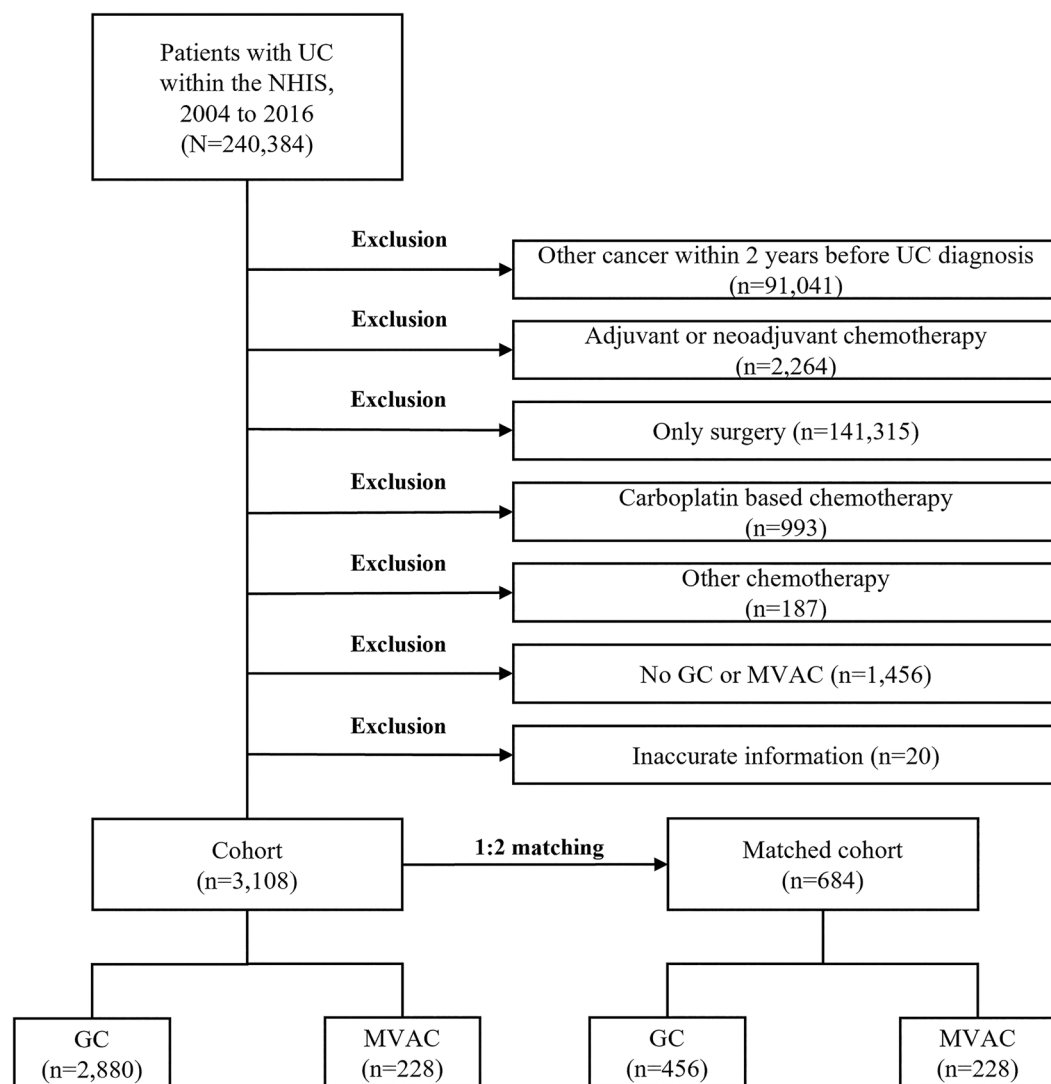 Patients with UC
within the NHIS,
2004 to 2016
(N=240,384)
Exclusion
Other cancer within 2 years before UC diagnosis
(n=91,041)
Exclusion
Adjuvant or neoadjuvant chemotherapy
(n=2,264)
Exclusion
Only surgery (n=141,315)
Exclusion
Carboplatin based chemotherapy
(n=993)
Exclusion
Other chemotherapy
(n=187)
Exclusion
No GC or MVAC (n=1,456)
Exclusion
Inaccurate information (n=20)
Cohort
(n=3,108)
1:2 matching
Matched cohort
(n=684)
GC
(n=2,880)
MVAC
(n=228)
GC
(n=456)
MVAC
(n=228)